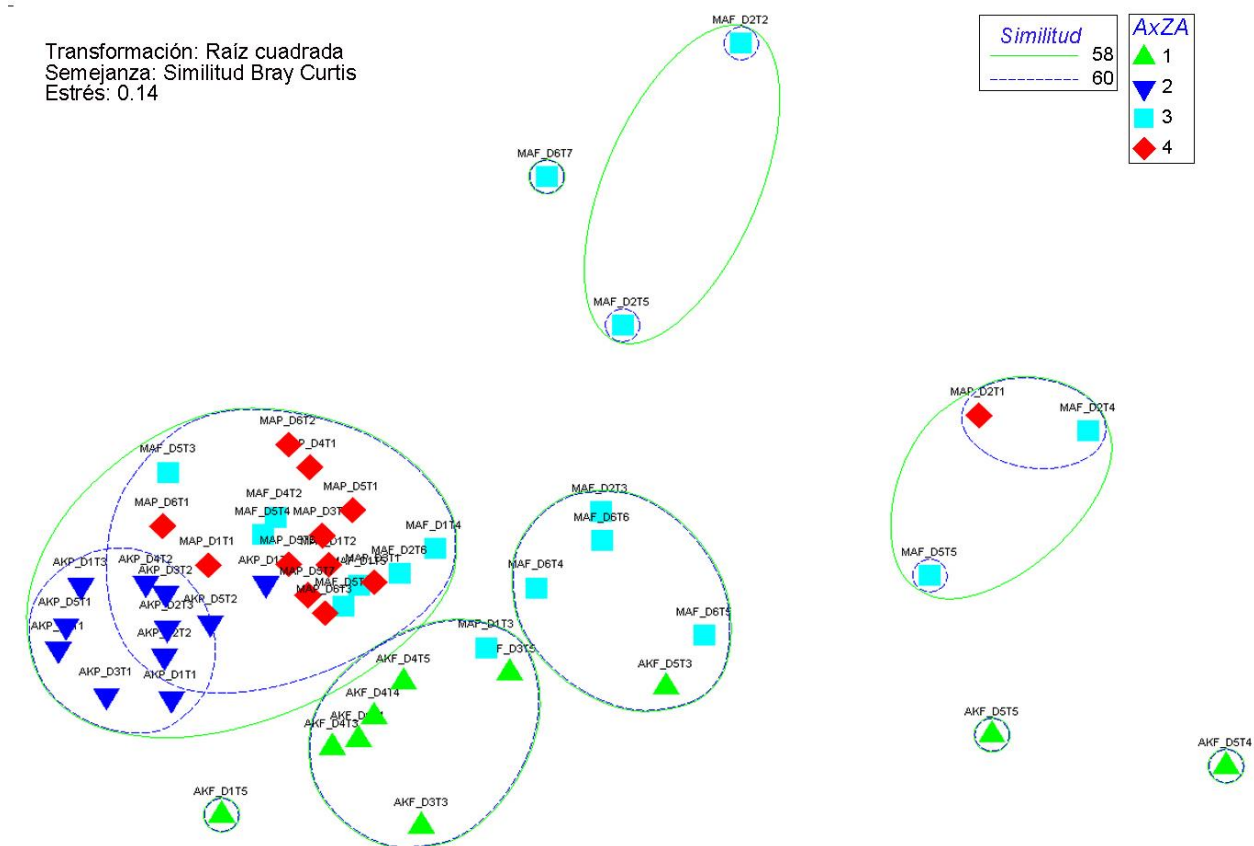 Transformación: Raíz cuadrada
Semejanza: Similitud Bray Curtis
Estrés: 0.14
Similitud
58
60
AxZA
1
2
3
4
MAF_D2T2
MAF_D6T7
MAF_D2T5
MAP_D2T1
MAF_D2T4
MAP_D6T2
MAF_D5T3
MAP_D5T1
MAF_D4T2
MAP_D6T1
MAF_D5T4
MAF_D1T4
MAF_D2T3
MAF_D6T6
MAP_D1T1
MAF_D2T6
AKP_D1T3
AKP_D4T2
AKP_D3T2
MAF_D5T5
MAF_D6T4
AKP_D5T1
AKP_D2T3
AKP_D5T2
MAP_D6T3
MAF_D6T5
MAP_D1T3
AKP_D3T1
AKP_D1T1
AKF_D4T5
AKF_D5T3
AKF_D4T4
AKF_D4T3
AKF_D5T5
AKF_D5T4
AKF_D1T5
AKF_D3T3